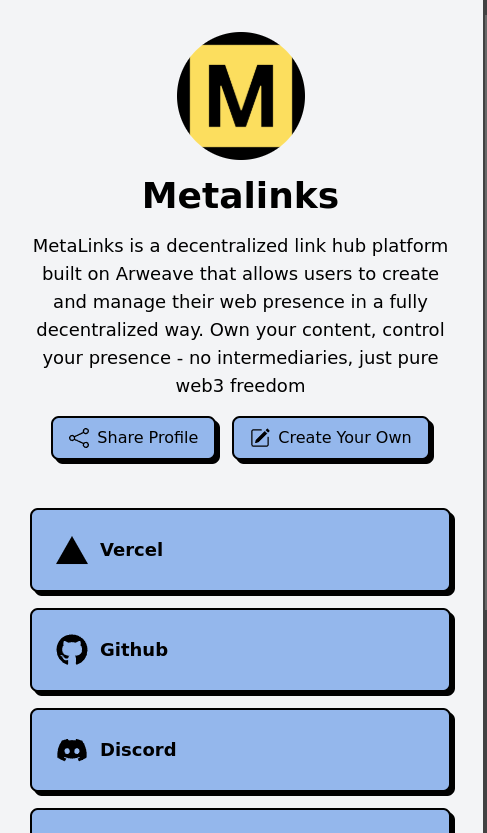 M
Metalinks
MetaLinks is a decentralized link hub platform
built on Arweave that allows users to create
and manage their web presence in a fully
decentralized way. Own your content, control
your presence - no intermediaries, just pure
web3 freedom
Share Profile
Create Your Own
Vercel
Github
Discord